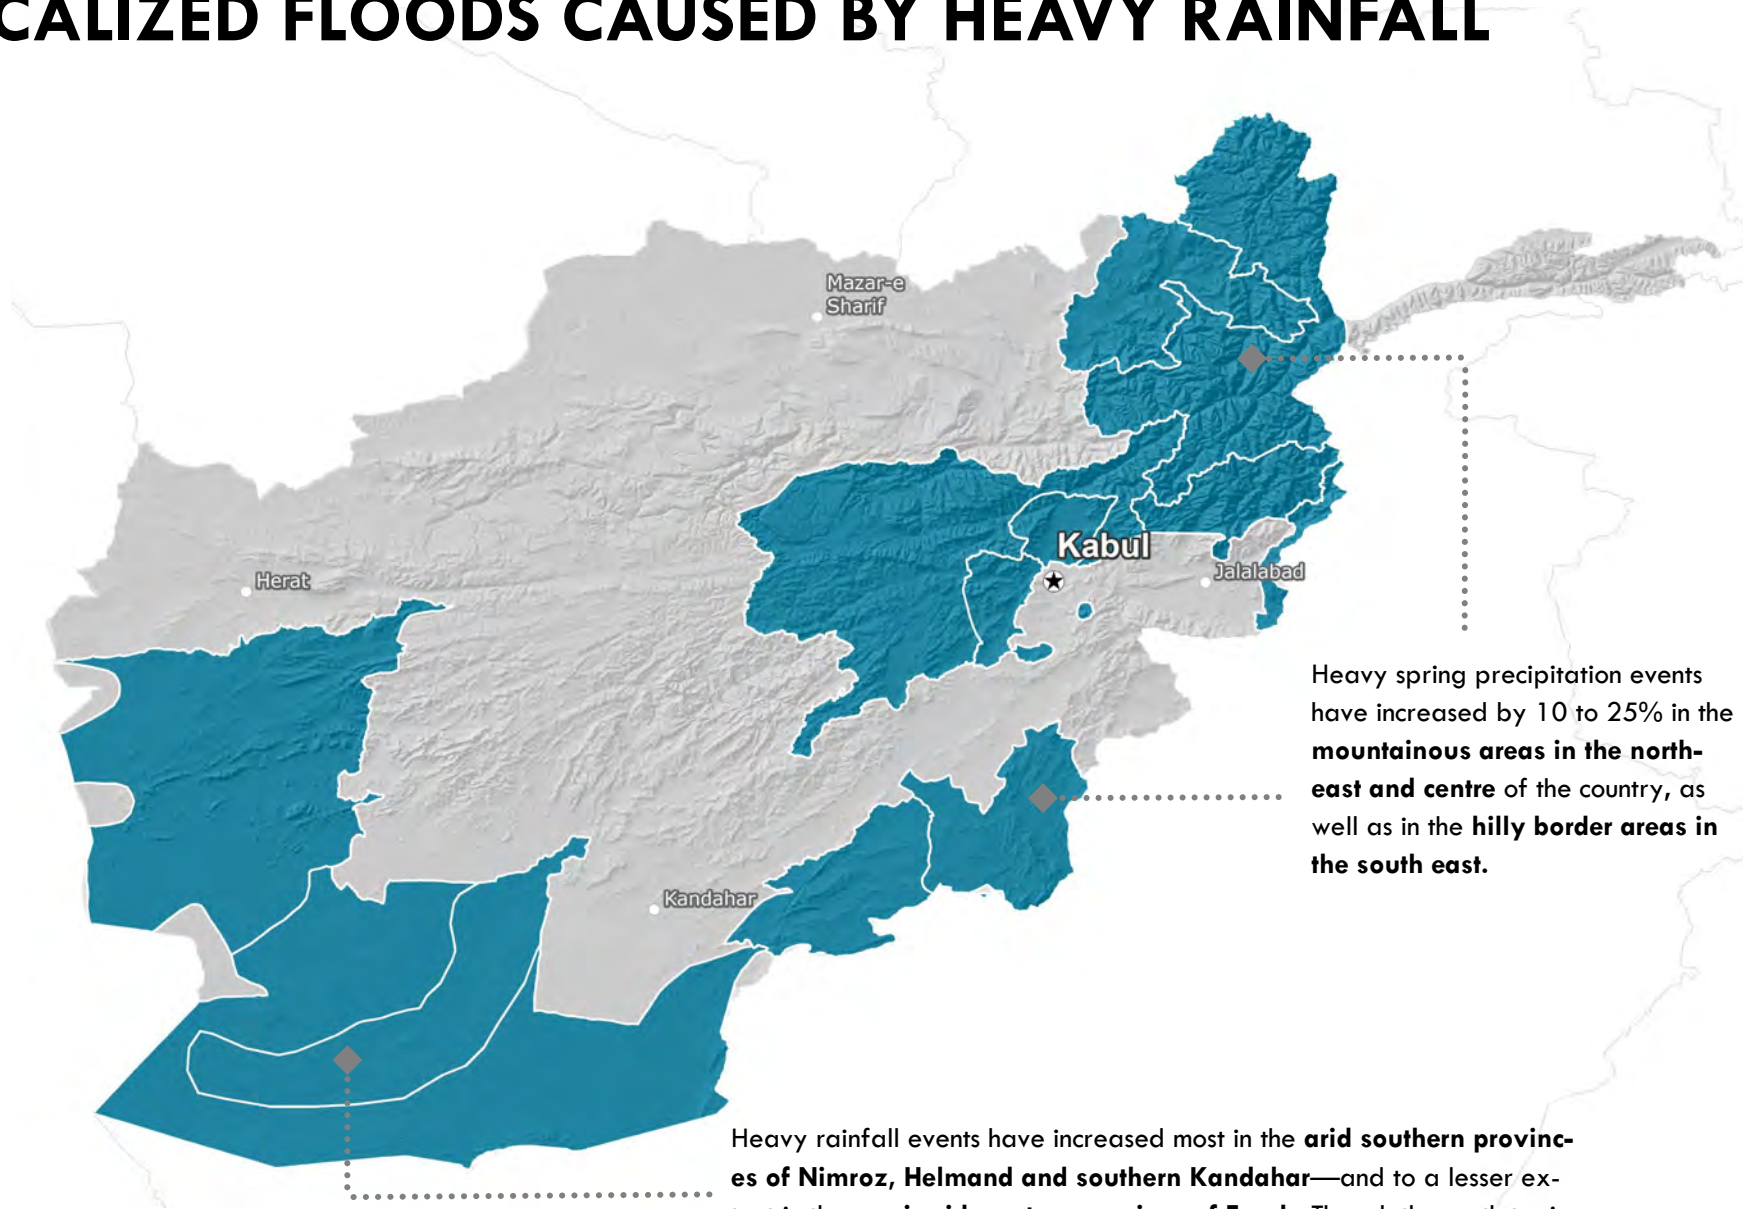 CALIZED FLOODS CAUSED BY HEAVY RAINFALL
Mazar-e
Sharif
Kabul
Jalalabad
Herat
Heavy spring precipitation events
have increased by 10 to 25% in the
mountainous areas in the north-
east and centre of the country, as
well as in the hilly border areas in
the south east.
Kandahar
Heavy rainfall events have increased most in the arid southern provinc-
es of Nimroz, Helmand and southern Kandahar—and to a lesser ex-